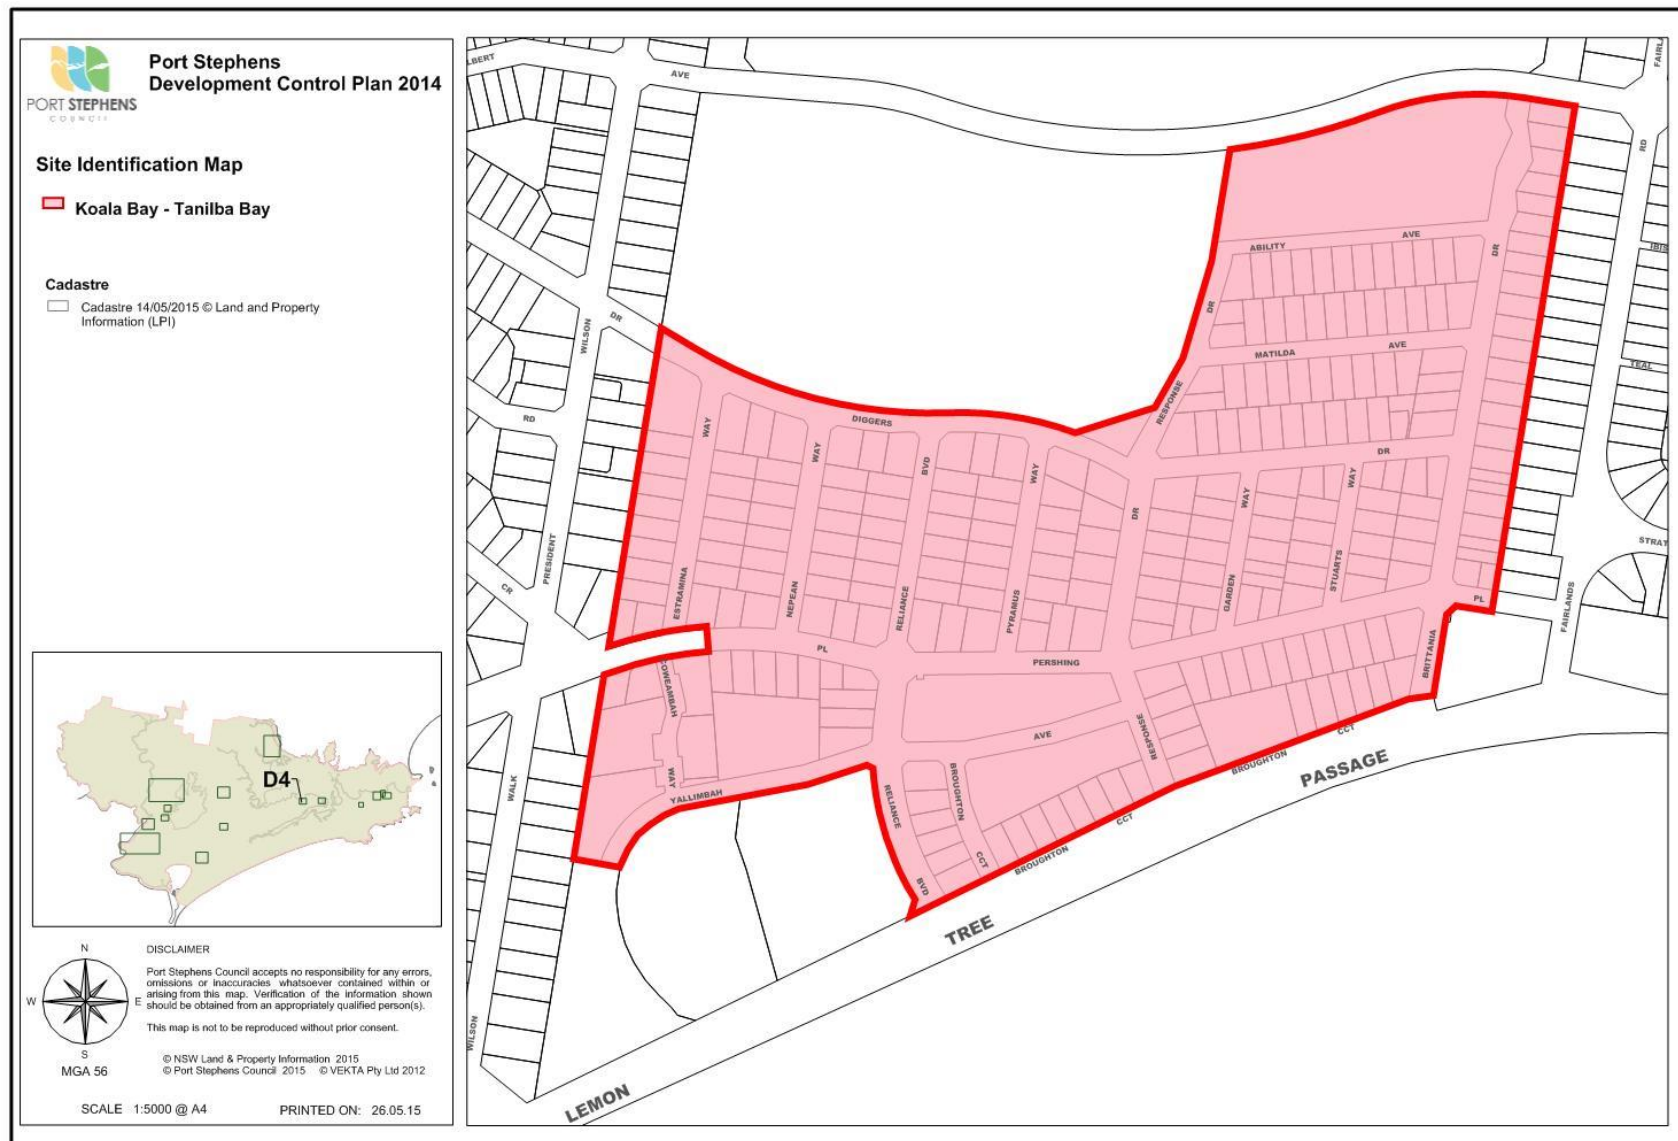 PORT STEPHENS
COUNCIL
Port Stephens
Development Control Plan 2014
Site Identification Map
Koala Bay - Tanilba Bay
Cadastre
Cadastre 14/05/2015 © Land and Property
Information (LPI)
D4
N
W
E
S
MGA 56
DISCLAIMER
Port Stephens Council accepts no responsibility for any errors,
omissions or inaccuracies whatsoever contained within or
arising from this map. Verification of the information shown
should be obtained from an appropriately qualified person(s).
This map is not to be reproduced without prior consent.
© NSW Land & Property Information 2015
© Port Stephens Council 2015 © VEKTA Pty Ltd 2012
SCALE 1:5000 @ A4
PRINTED ON: 26.05.15
LBERT
AVE
FAIRL
RD
ABILITY
AVE
DR
IBIS
DR
WILSON
DR
MATILDA
AVE
TEAL
RD
WAY
WAY
DIGGERS
BVD
WAY
RESPONSE
DR
WAY
WAY
DR
STRAT
CR
PRESIDENT
ESTRAMINA
NEPEAN
RELIANCE
PYRAMUS
GARDEN
STUARTS
PL
FAIRLANDS
PL
PERSHING
BRITTANIA
COWEAMBAH
WAY
AVE
RESPONSE
CCT
BROUGHTON
PASSAGE
WALK
YALLIMBAH
RELIANCE
BROUGHTON
CCT
CCT
BROUGHTON
BVD
TREE
WILSON
LEMON